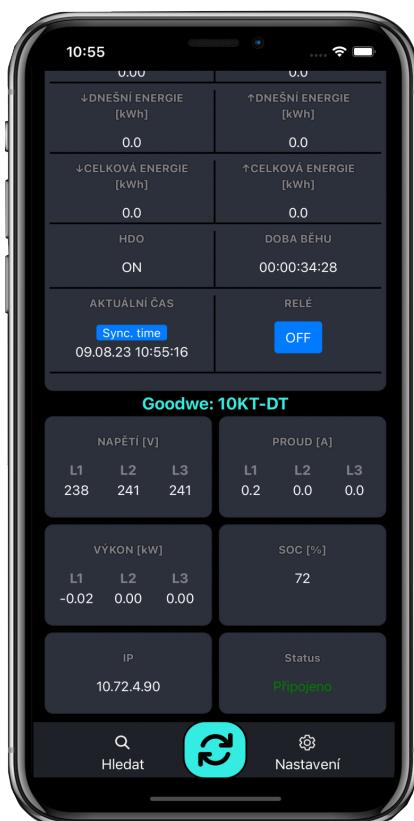 10:55
0.00 0.0
↓DNEŠNÍ ENERGIE ↑DNEŠNÍ ENERGIE
[kWh] [kWh]
0.0 0.0
↓CELKOVÁ ENERGIE ↑CELKOVÁ ENERGIE
[kWh] [kWh]
0.0 0.0
HDO DOBA BĚHU
ON 00:00:34:28
AKTUÁLNÍ ČAS RELÉ
Sync. time OFF
09.08.23 10:55:16
Goodwe: 10KT-DT
NAPĚTÍ [V] PROUD [A]
L1 L2 L3 L1 L2 L3
238 241 241 0.2 0.0 0.0
VÝKON [kW] SOC [%]
L1 L2 L3 72
-0.02 0.00 0.00
IP Status
10.72.4.90 Připojeno
Hledat Nastavení